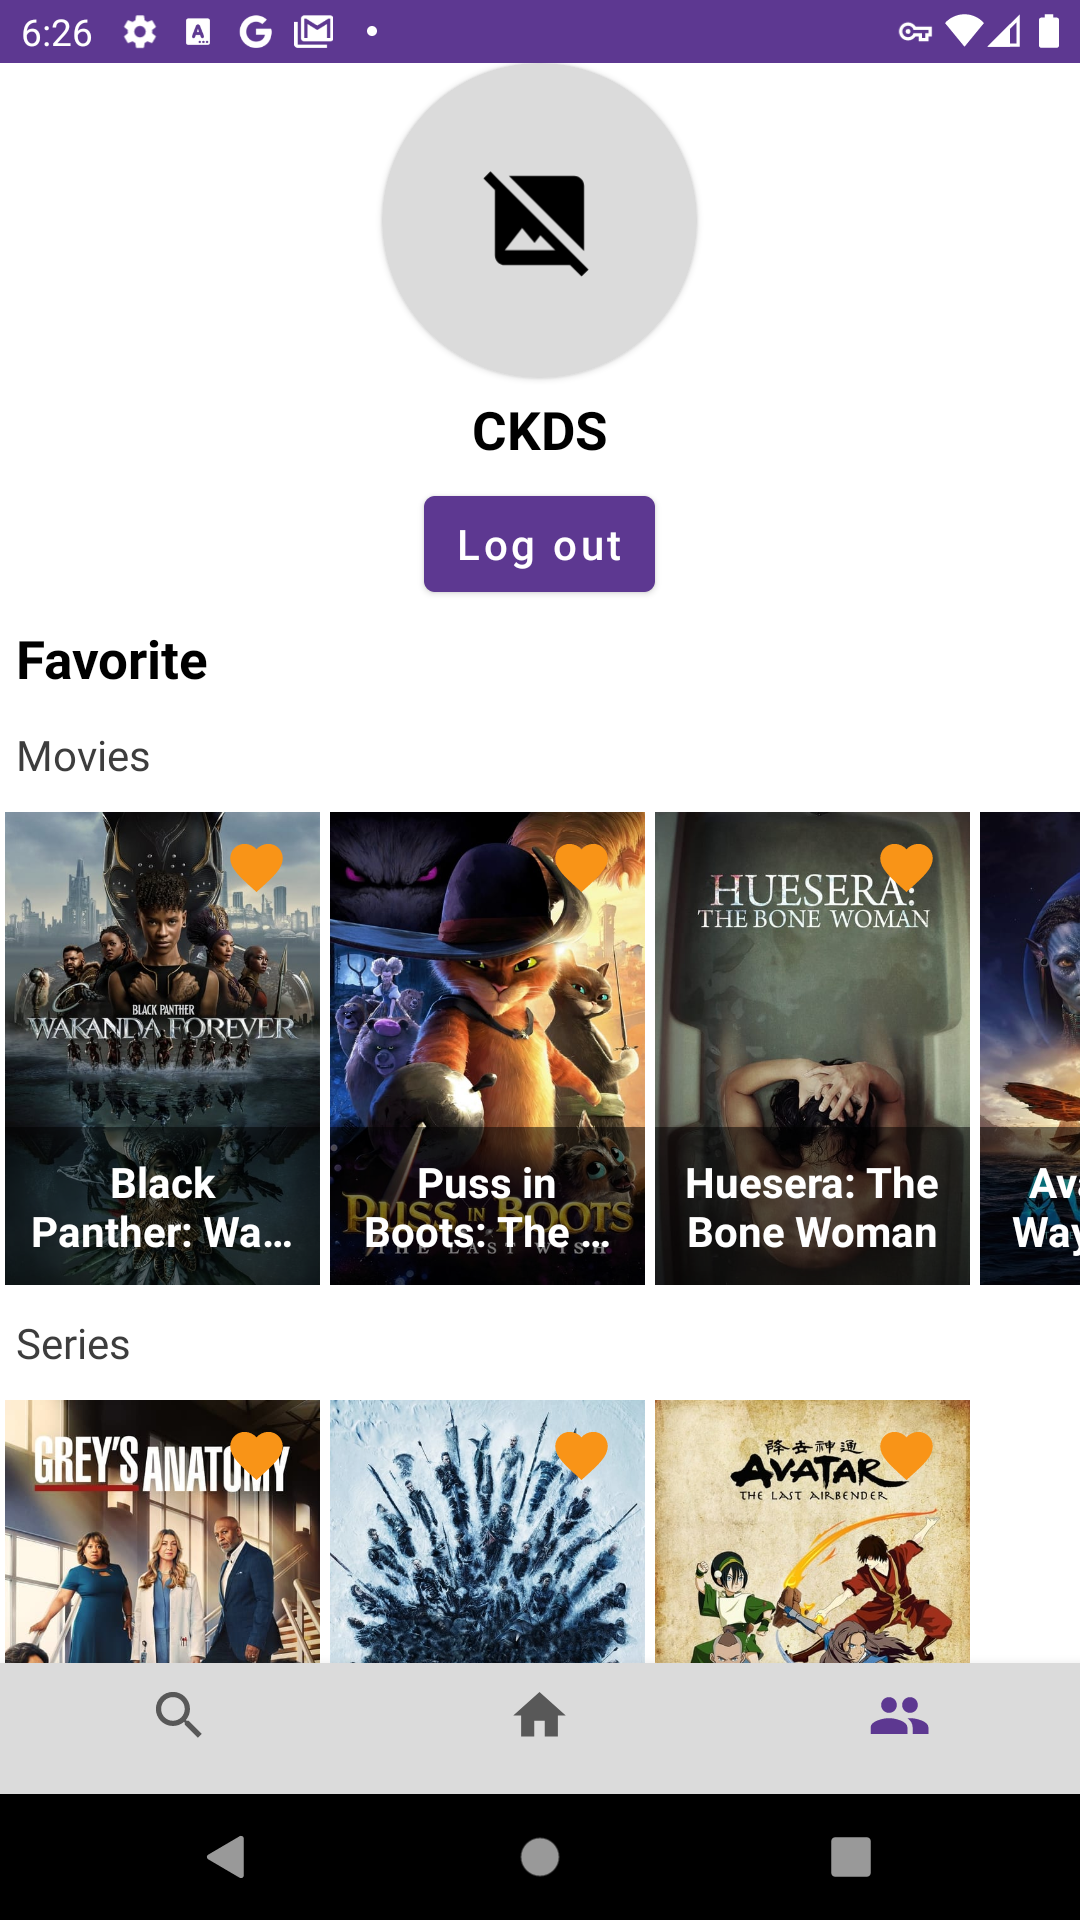 6:26
CKDS
Log out
Favorite
Movies
BLACK PANTHER
WAKANDA FOREVER
Black
Panther: Wa...
PUSS IN BOOTS
THE LAST WISH
Puss in
Boots: The ...
HUESERA:
THE BONE WOMAN
Huesera: The
Bone Woman
Ava
Way
Series
GREY'S ANATOMY
降去神通
AVATAR
THE LAST AIRBENDER